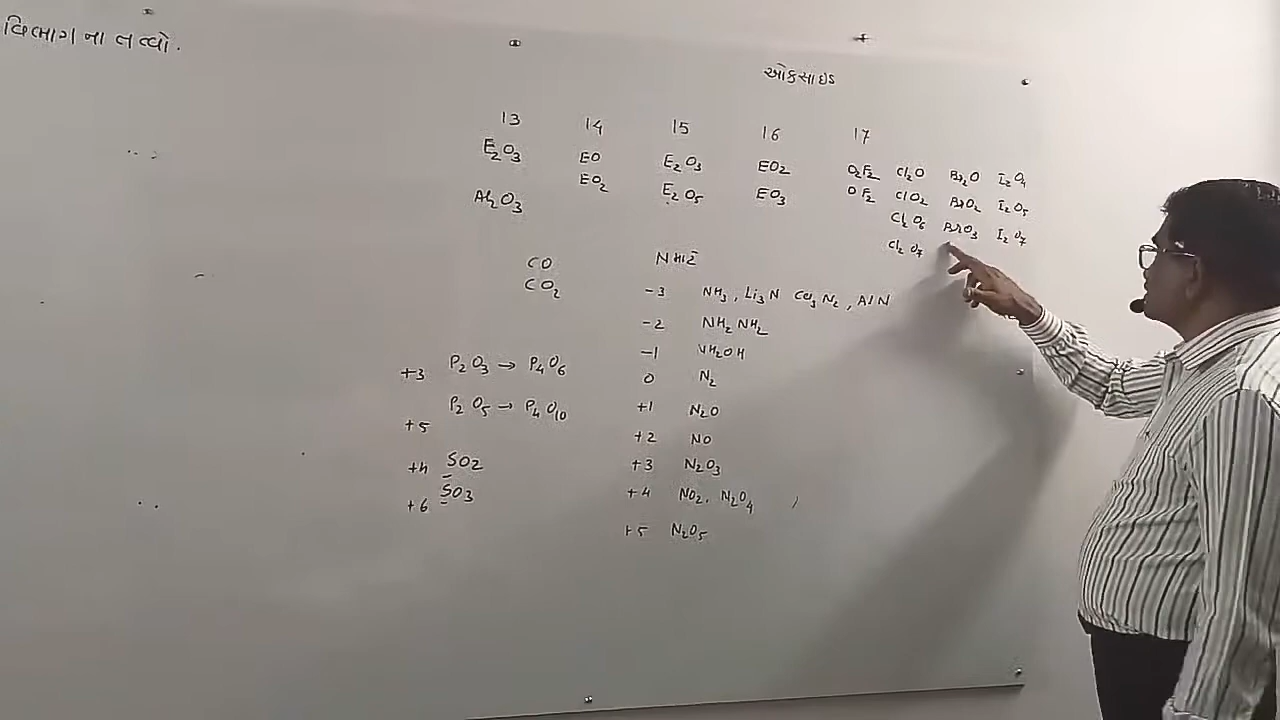 વિભાગ ના તત્વો.
ઓક્સાઇડ
13 14 15 16 17
E₂O₃ EO E₂O₃ EO₂ O₂F₂ Cl₂O Br₂O I₂O₄
EO₂ E₂O₅ EO₃ OF₂ ClO₂ BrO₂ I₂O₅
Al₂O₃ Cl₂O₆ BrO₃ I₂O₇
Cl₂O₇
CO N માટે
CO₂ -3 NH₃, Li₃N Ca₃N₂, AlN
-2 NH₂NH₂
-1 NH₂OH
+3 P₂O₃ → P₄O₆ 0 N₂
P₂O₅ → P₄O₁₀ +1 N₂O
+5 +2 NO
+4 SO₂ +3 N₂O₃
+6 SO₃ +4 NO₂, N₂O₄
+5 N₂O₅